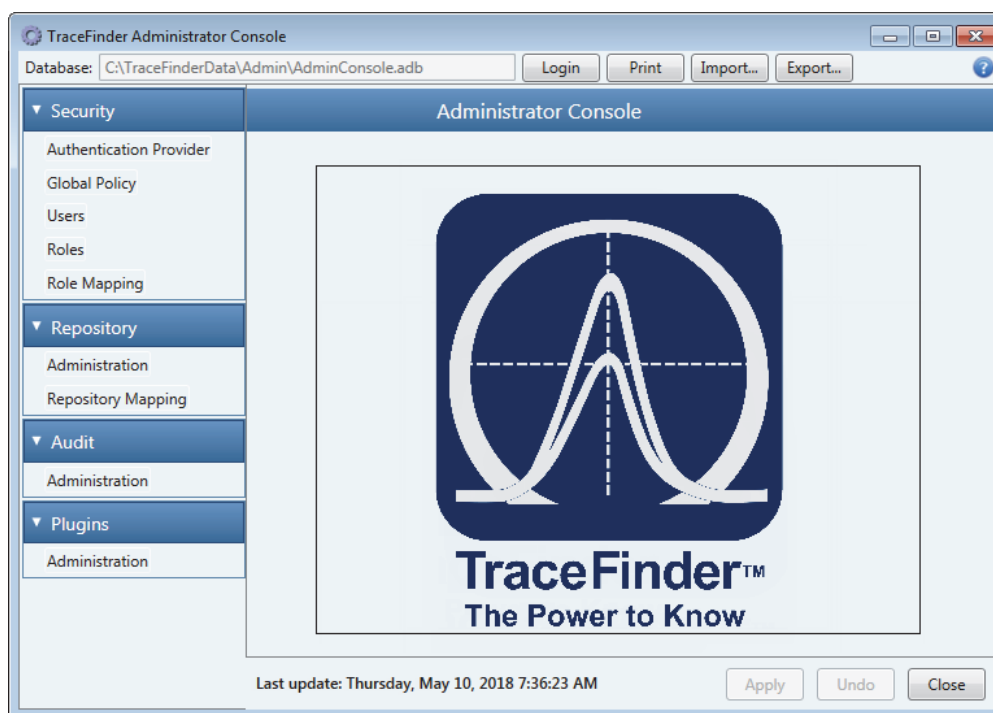 TraceFinder Administrator Console
Database: C:\TraceFinderData\Admin\AdminConsole.adb Login Print Import... Export... ?
Security
Administrator Console
Authentication Provider
Global Policy
Users
Roles
Role Mapping
Repository
Administration
Repository Mapping
Audit
Administration
Plugins
Administration
TraceFinder™
The Power to Know
Last update: Thursday, May 10, 2018 7:36:23 AM Apply Undo Close